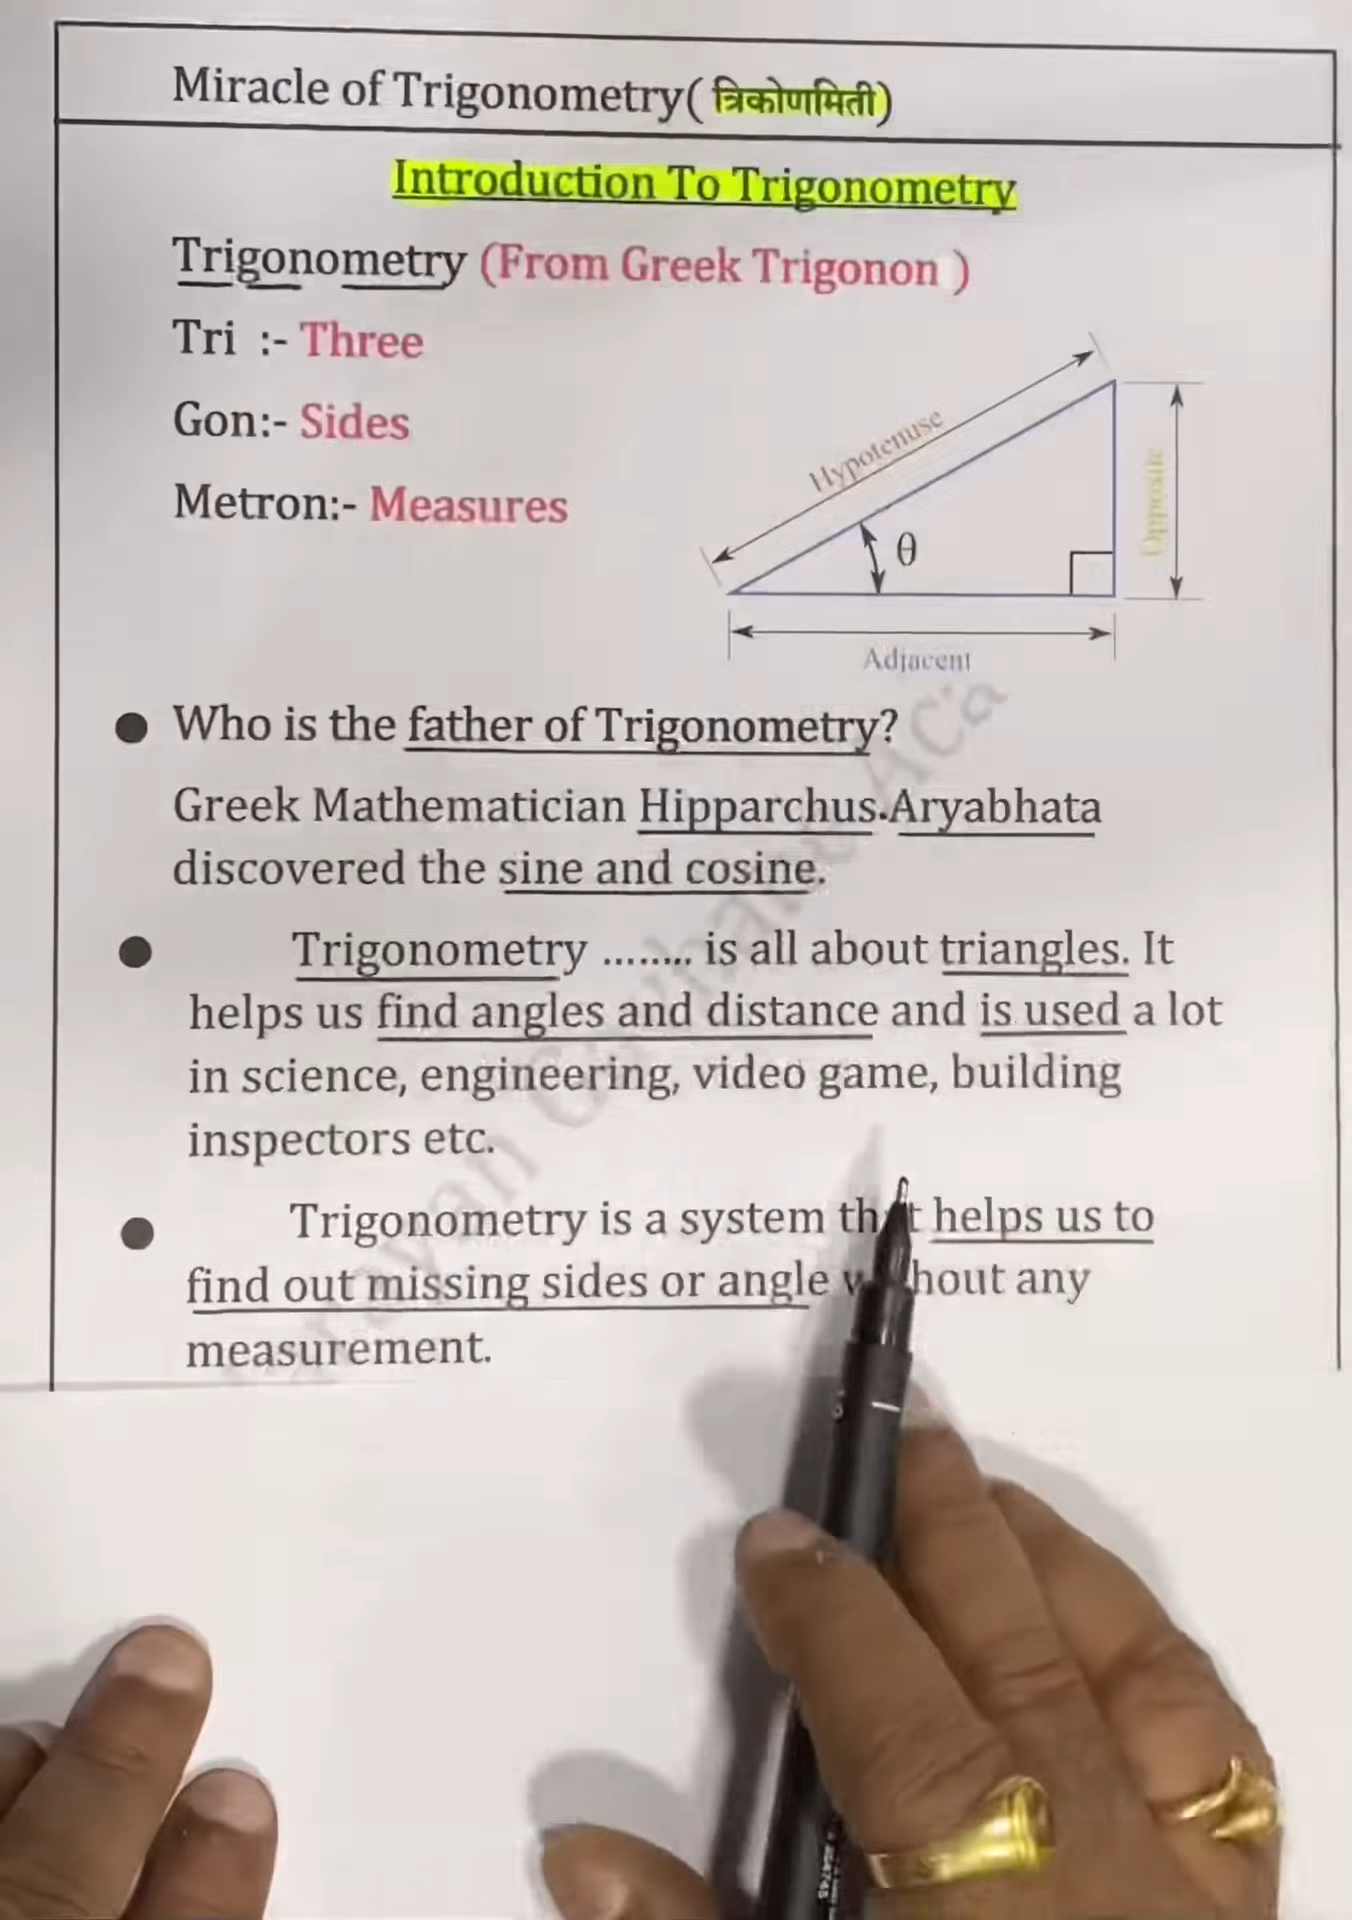 Miracle of Trigonometry( त्रिकोणमिती)
Introduction To Trigonometry
Trigonometry (From Greek Trigonon )
Tri :- Three
Gon:- Sides
Metron:- Measures
Hypotenuse
θ
Opposite
Adjacent
Who is the father of Trigonometry?
Greek Mathematician Hipparchus.Aryabhata
discovered the sine and cosine.
Trigonometry ........ is all about triangles. It
helps us find angles and distance and is used a lot
in science, engineering, video game, building
inspectors etc.
Trigonometry is a system that helps us to
find out missing sides or angle without any
measurement.